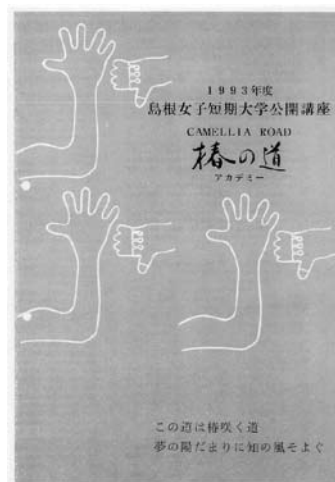 1993年度
島根女子短期大学公開講座
CAMELLIA ROAD
椿の道
アカデミー
この道は椿咲く道
夢の陽だまりに知の風そよぐ